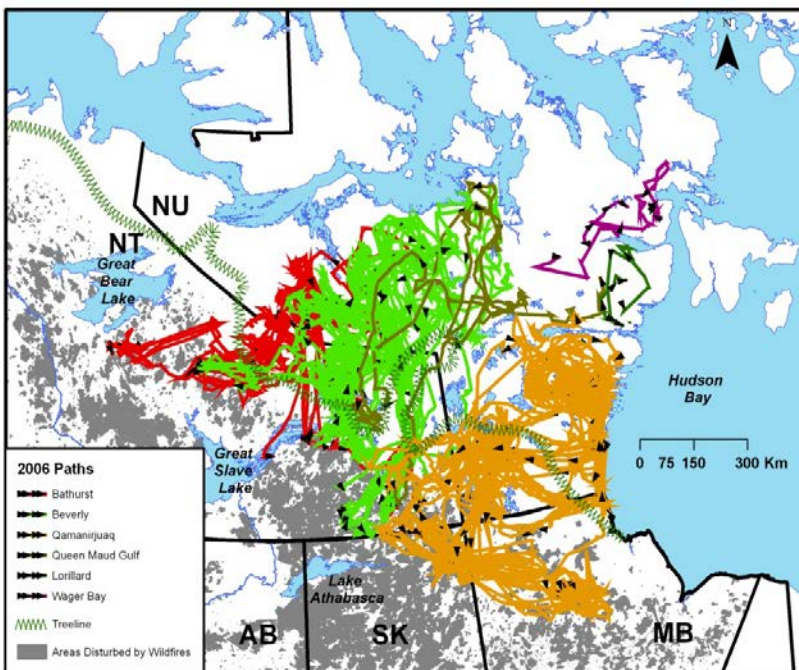 N
NU
NT
Great
Bear
Lake
Hudson
Bay
0 75 150 300 Km
Great
Slave
Lake
2006 Paths
Bathurst
Beverly
Qamanirjuaq
Queen Maud Gulf
Lorillard
Wager Bay
Treeline
Areas Disturbed by Wildfires
Lake
Athabasca
AB
SK
MB